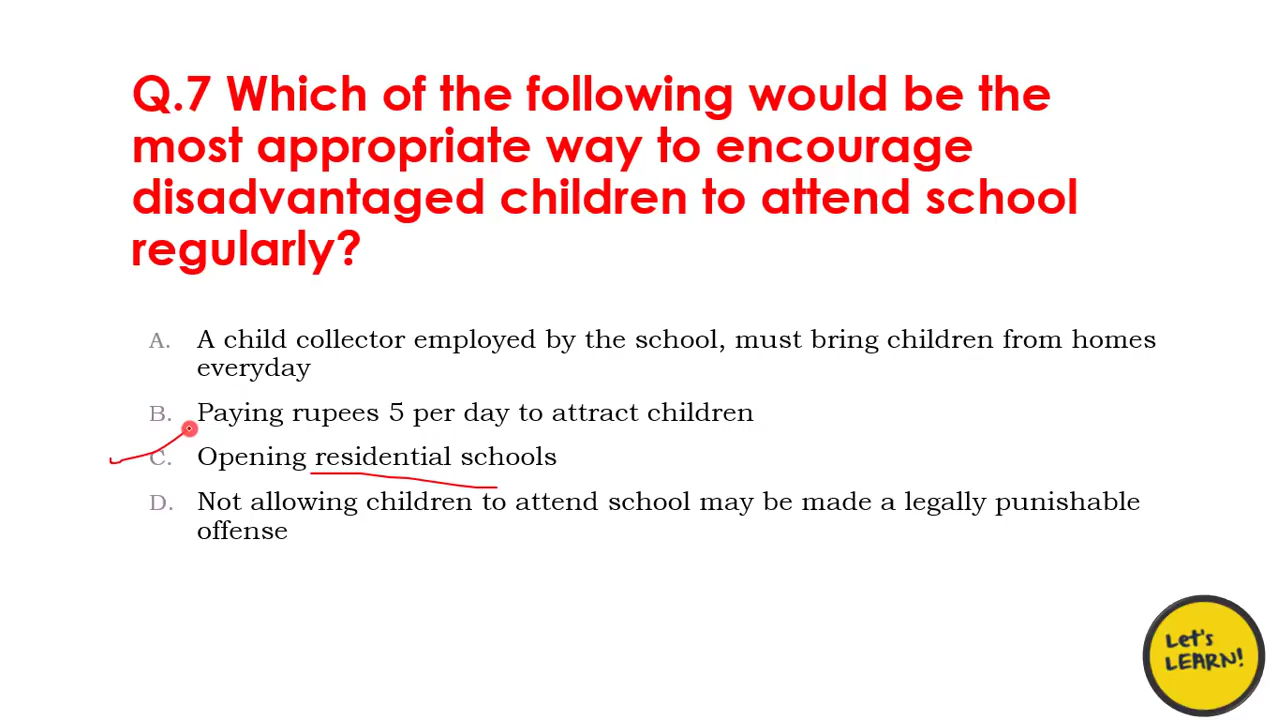 Q.7 Which of the following would be the
most appropriate way to encourage
disadvantaged children to attend school
regularly?
A. A child collector employed by the school, must bring children from homes
everyday
B. Paying rupees 5 per day to attract children
C. Opening residential schools
D. Not allowing children to attend school may be made a legally punishable
offense
Let's
LEARN!